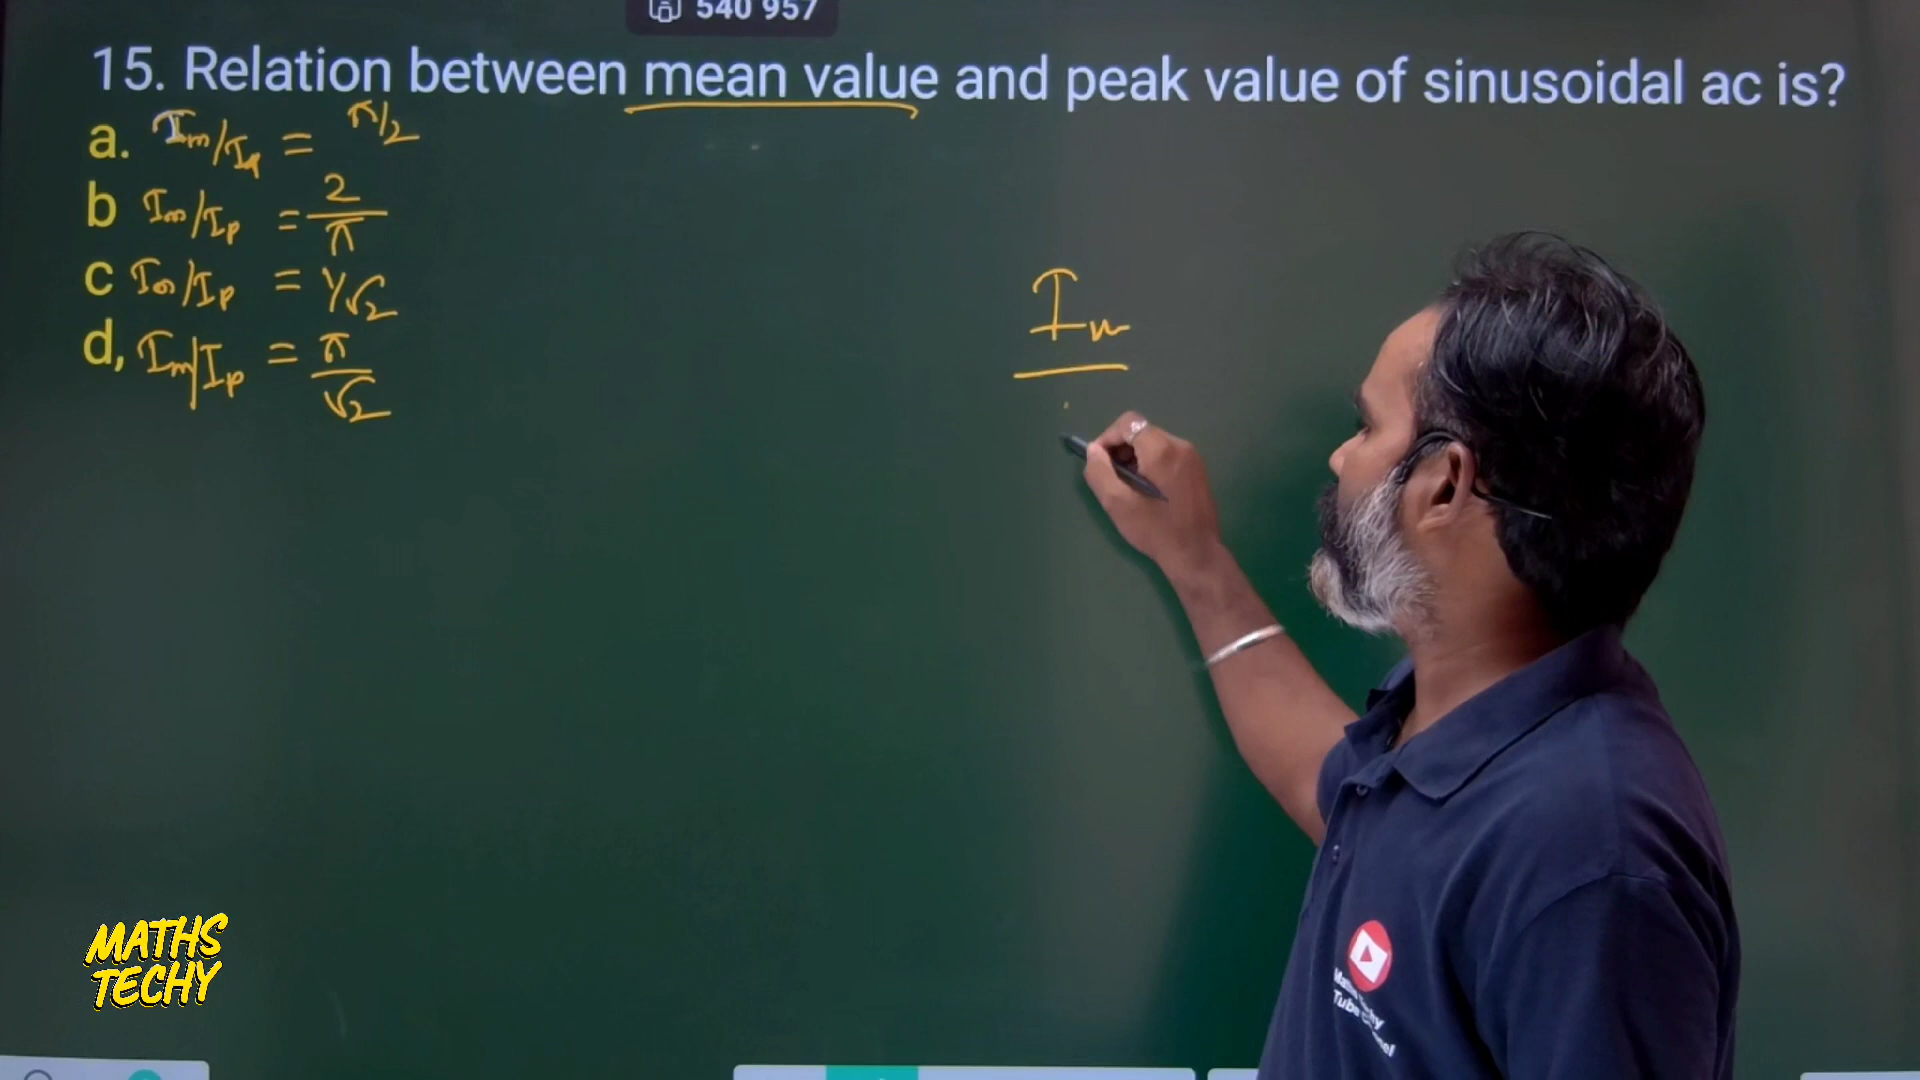 540 957
15. Relation between mean value and peak value of sinusoidal ac is?
a. Im/Ip = π/2
b Im/Ip = 2/π
c Im/Ip = 1/√2
d, Im/Ip = π/√2
Im
MATHS
TECHY